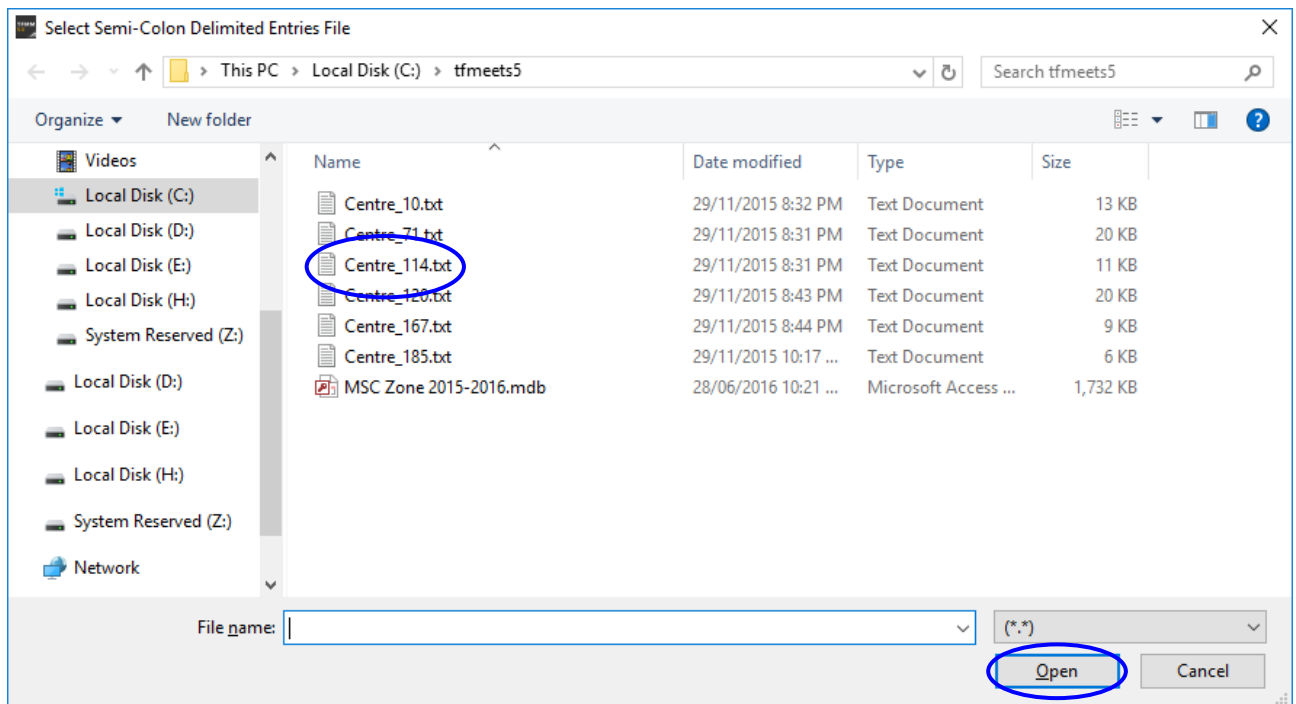 Select Semi-Colon Delimited Entries File
This PC > Local Disk (C:) > tfmeets5
Search tfmeets5
Organize
New folder
?
Videos
Local Disk (C:)
Local Disk (D:)
Local Disk (E:)
Local Disk (H:)
System Reserved (Z:)
Local Disk (D:)
Local Disk (E:)
Local Disk (H:)
System Reserved (Z:)
Network
Name Date modified Type Size
Centre_10.txt 29/11/2015 8:32 PM Text Document 13 KB
Centre_71.txt 29/11/2015 8:31 PM Text Document 20 KB
Centre_114.txt 29/11/2015 8:31 PM Text Document 11 KB
Centre_120.txt 29/11/2015 8:43 PM Text Document 20 KB
Centre_167.txt 29/11/2015 8:44 PM Text Document 9 KB
Centre_185.txt 29/11/2015 10:17 ... Text Document 6 KB
MSC Zone 2015-2016.mdb 28/06/2016 10:21 ... Microsoft Access ... 1,732 KB
File name:
(*.*)
Open
Cancel